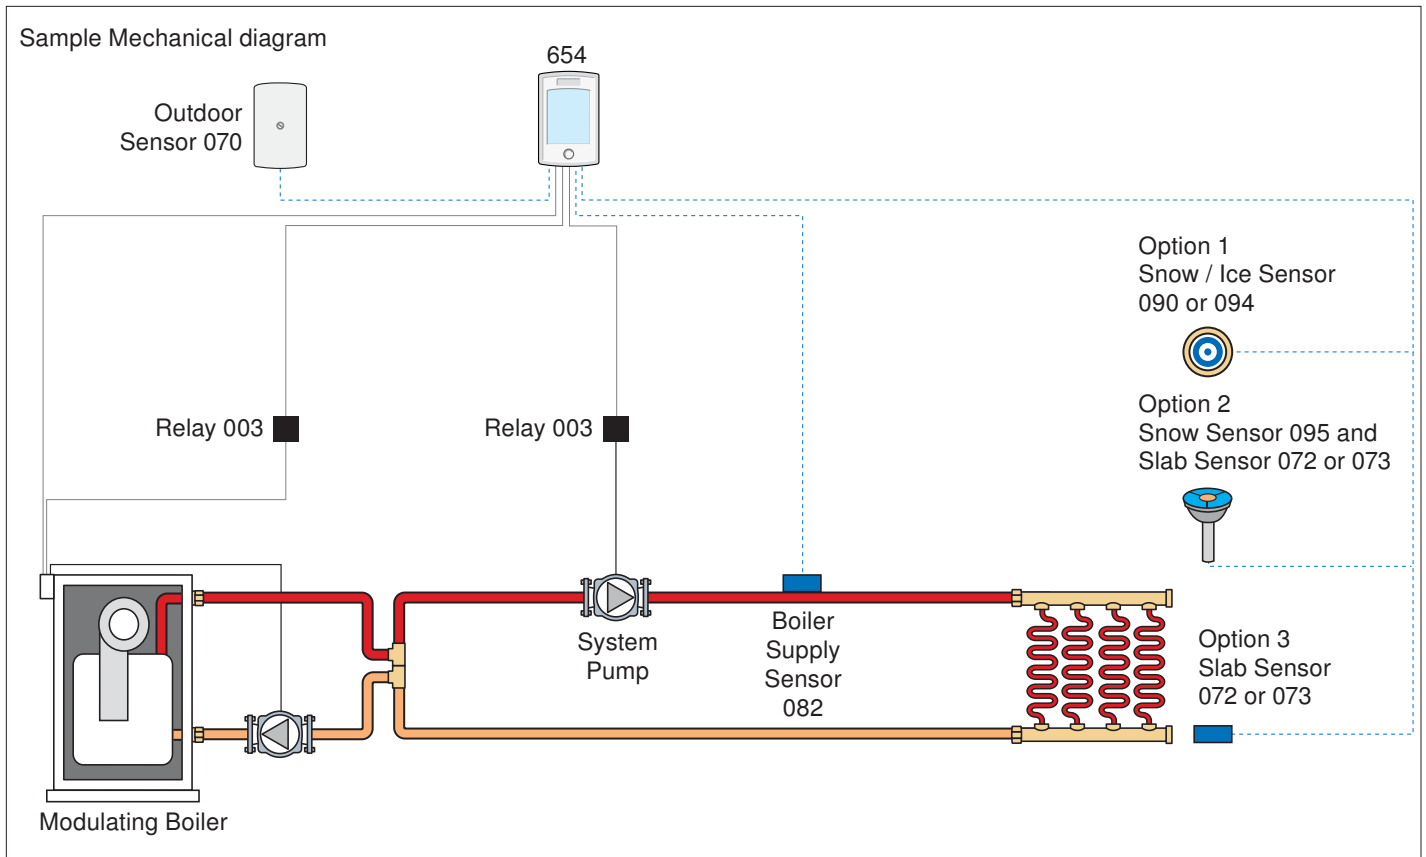 Sample Mechanical diagram
654
Outdoor
Sensor 070
Option 1
Snow / Ice Sensor
090 or 094
Option 2
Snow Sensor 095 and
Slab Sensor 072 or 073
Relay 003
Relay 003
System
Pump
Boiler
Supply
Sensor
082
Option 3
Slab Sensor
072 or 073
Modulating Boiler